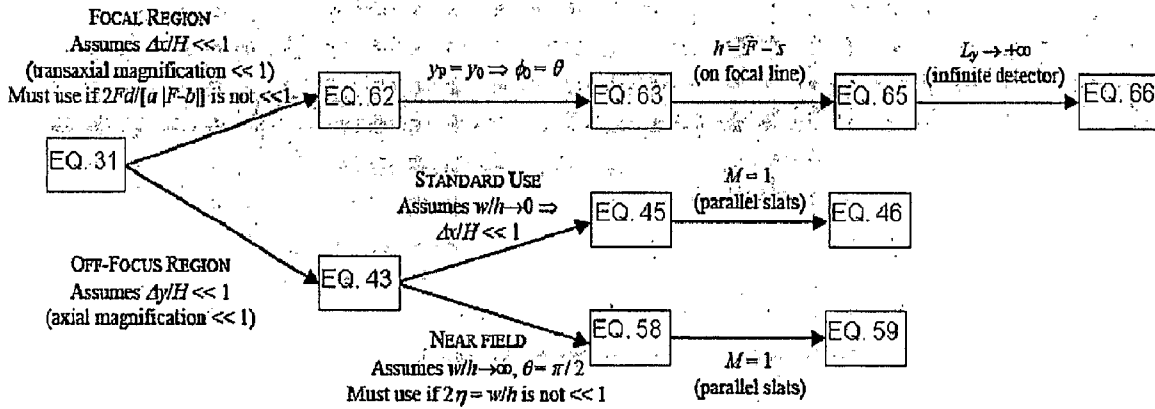 FOCAL REGION
Assumes Δx/H << 1
(transaxial magnification << 1)
Must use if 2Fd/[a |F-b|] is not <<1
EQ. 31
EQ. 62
y_p = y_0 ⇒ ϕ_0 = θ
EQ. 63
h = F − s
(on focal line)
EQ. 65
L_y → +∞
(infinite detector)
EQ. 66
STANDARD USE
Assumes w/h→0 ⇒
Δx/H << 1
EQ. 45
M = 1
(parallel slats)
EQ. 46
OFF-FOCUS REGION
Assumes Δy/H << 1
(axial magnification << 1)
EQ. 43
NEAR FIELD
Assumes w/h→∞, θ = π/2
Must use if 2η = w/h is not << 1
EQ. 58
M = 1
(parallel slats)
EQ. 59